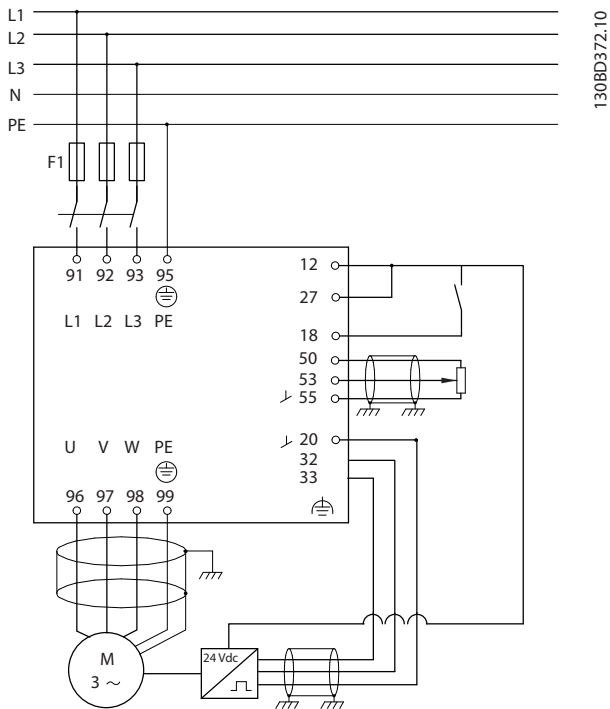 L1
L2
L3
N
PE
130BD372.10
F1
91 92 93 95
L1 L2 L3 PE
12
27
18
50
53
55
20
32
33
U V W PE
96 97 98 99
M
3 ~
24 Vdc